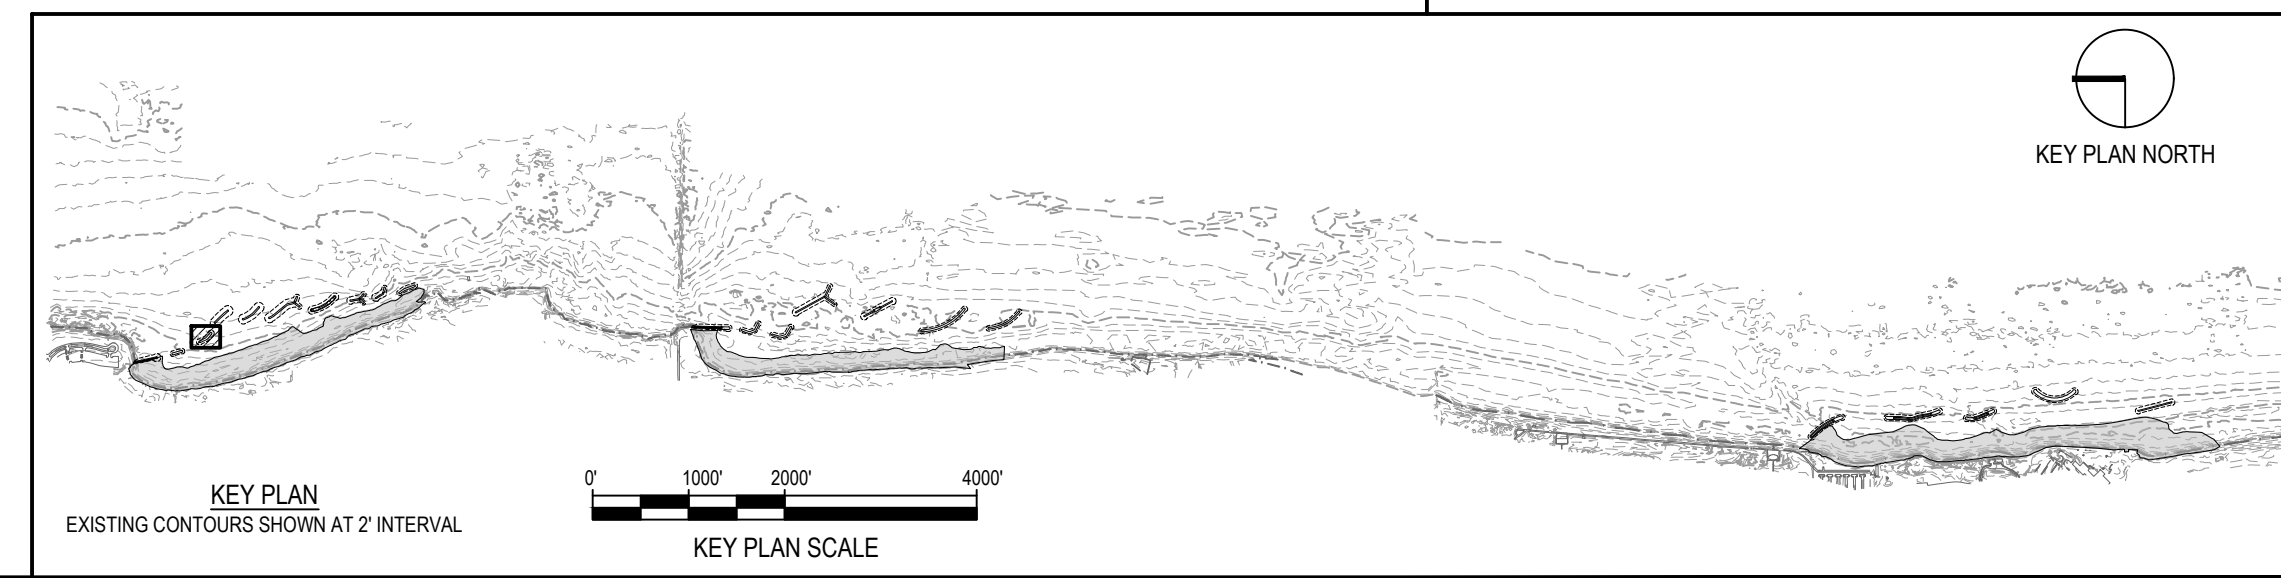 KEY PLAN NORTH
KEY PLAN
EXISTING CONTOURS SHOWN AT 2' INTERVAL
0' 1000' 2000' 4000'
KEY PLAN SCALE